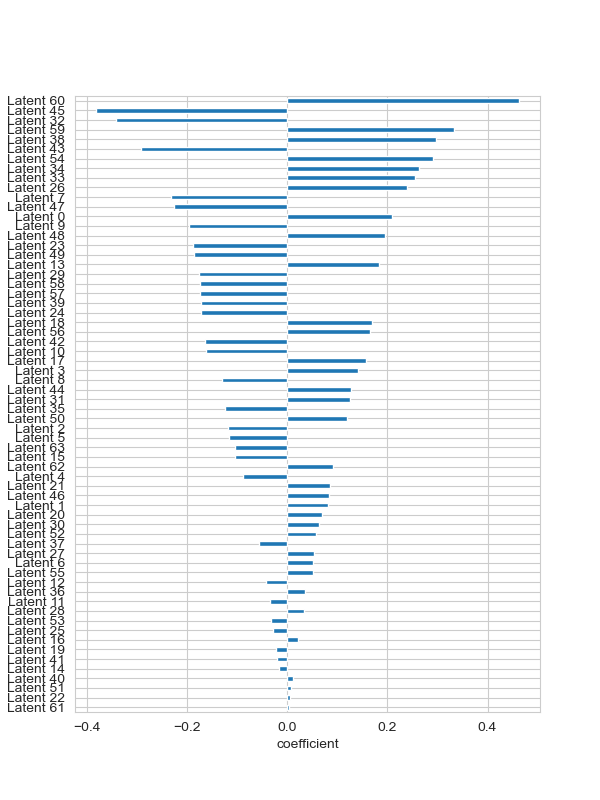 Latent 60
Latent 45
Latent 32
Latent 59
Latent 38
Latent 43
Latent 54
Latent 34
Latent 33
Latent 26
Latent 7
Latent 47
Latent 0
Latent 9
Latent 48
Latent 23
Latent 49
Latent 13
Latent 29
Latent 58
Latent 57
Latent 39
Latent 24
Latent 18
Latent 56
Latent 42
Latent 10
Latent 17
Latent 3
Latent 8
Latent 44
Latent 31
Latent 35
Latent 50
Latent 2
Latent 5
Latent 63
Latent 15
Latent 62
Latent 4
Latent 21
Latent 46
Latent 1
Latent 20
Latent 30
Latent 52
Latent 37
Latent 27
Latent 6
Latent 55
Latent 12
Latent 36
Latent 11
Latent 28
Latent 53
Latent 25
Latent 16
Latent 19
Latent 41
Latent 14
Latent 40
Latent 51
Latent 22
Latent 61
−0.4 −0.2 0.0 0.2 0.4
coefficient